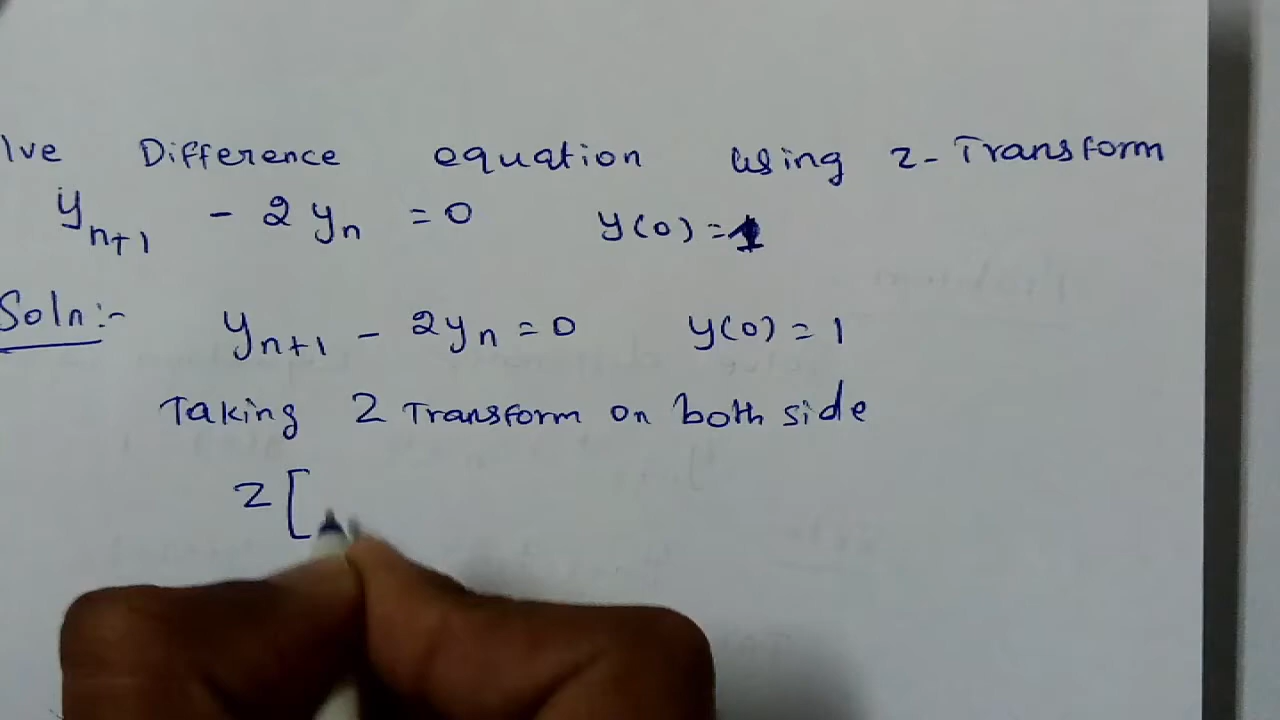 lve Difference equation using z-Transform
yₙ₊₁ - 2yₙ = 0 y(0) = 1
Soln:-
yₙ₊₁ - 2yₙ = 0 y(0) = 1
Taking Z Transform on both side
Z [